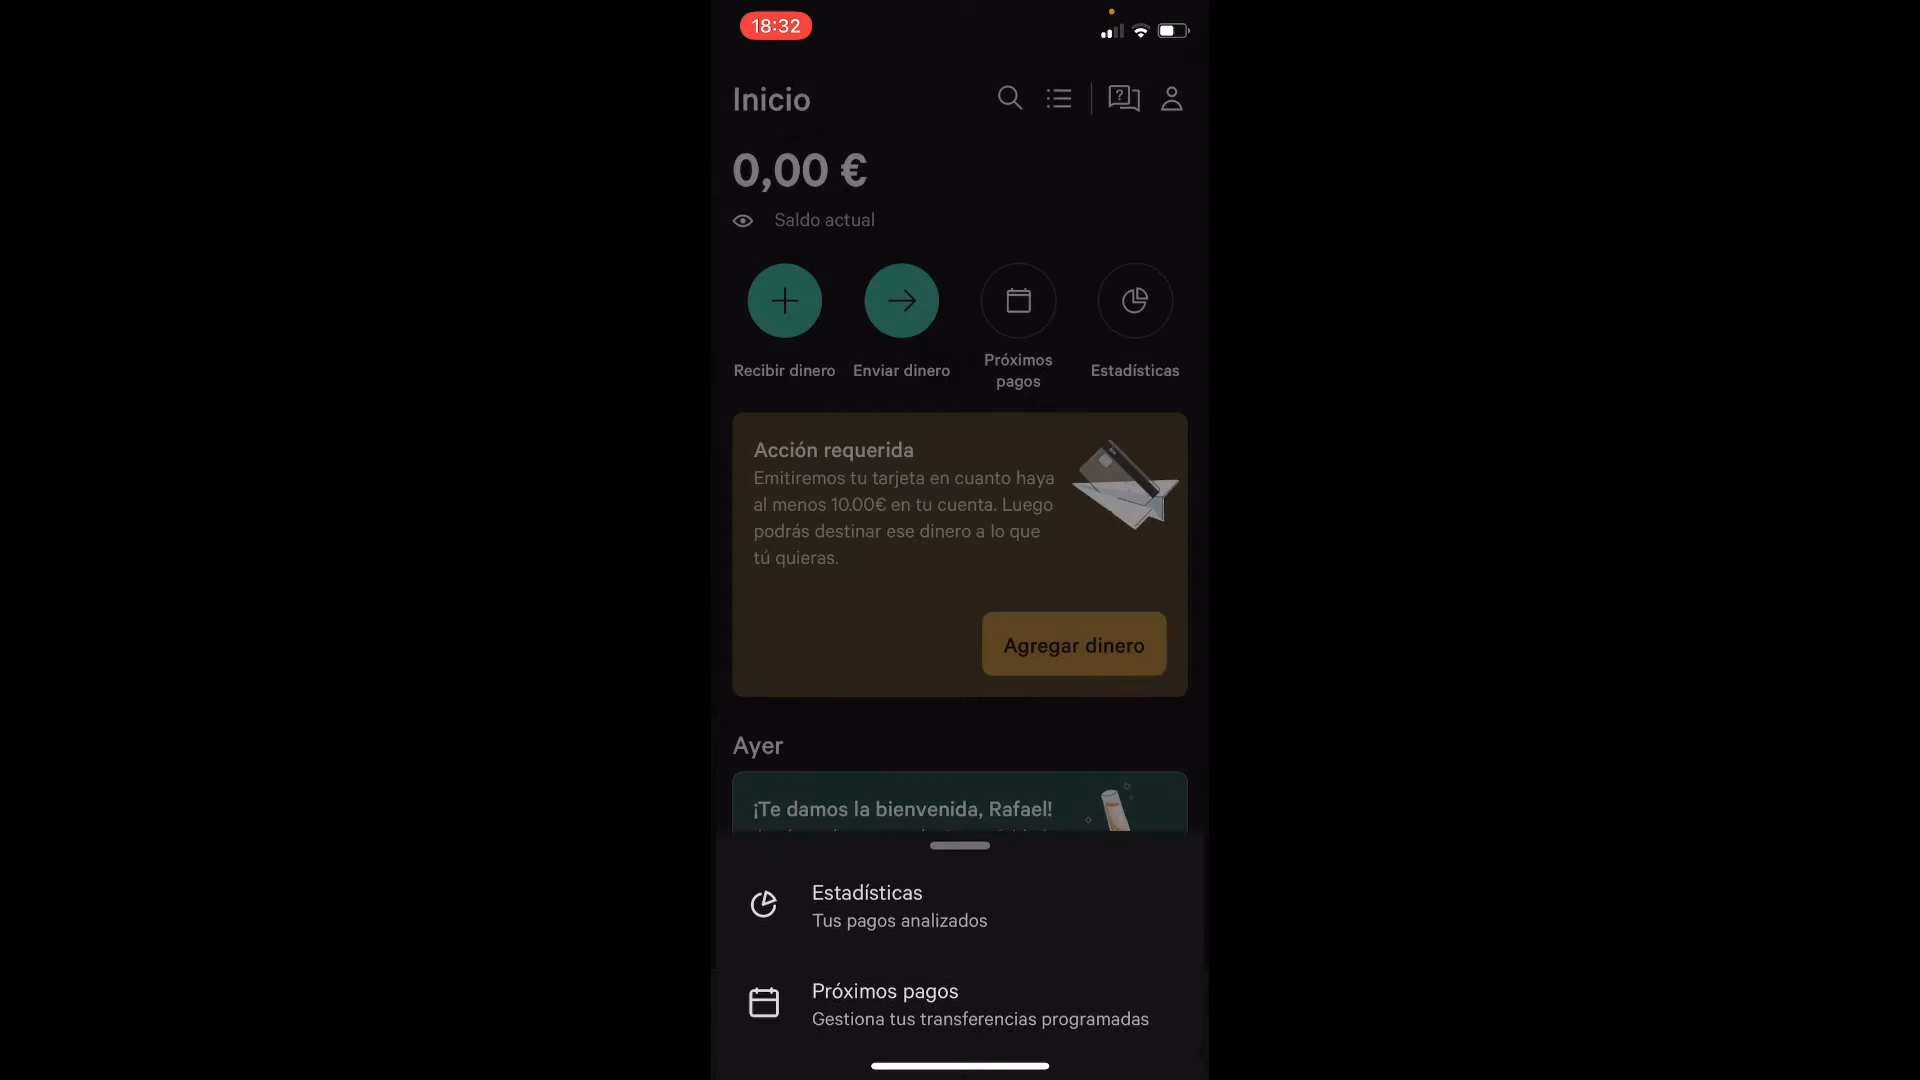 18:32
Inicio
0,00 €
Saldo actual
Recibir dinero
Enviar dinero
Próximos
pagos
Estadísticas
Acción requerida
Emitiremos tu tarjeta en cuanto haya
al menos 10.00€ en tu cuenta. Luego
podrás destinar ese dinero a lo que
tú quieras.
Agregar dinero
Ayer
¡Te damos la bienvenida, Rafael!
Estadísticas
Tus pagos analizados
Próximos pagos
Gestiona tus transferencias programadas